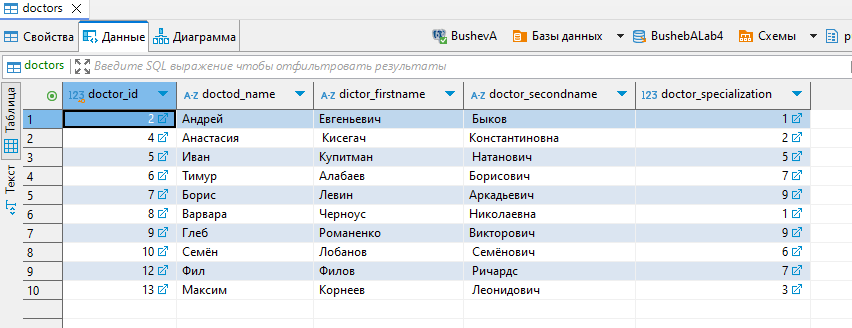 doctors
Свойства Данные Диаграмма BushevA Базы данных BushebALab4 Схемы
doctors Введите SQL выражение чтобы отфильтровать результаты
Таблица
Текст
123 doctor_id A-Z doctod_name A-Z dictor_firstname A-Z doctor_secondname 123 doctor_specialization
1 2 Андрей Евгеньевич Быков 1
2 4 Анастасия Кисегач Константиновна 2
3 5 Иван Купитман Натанович 5
4 6 Тимур Алабаев Борисович 7
5 7 Борис Левин Аркадьевич 9
6 8 Варвара Черноус Николаевна 1
7 9 Глеб Романенко Викторович 9
8 10 Семён Лобанов Семёнович 6
9 12 Фил Филов Ричардс 7
10 13 Максим Корнеев Леонидович 3